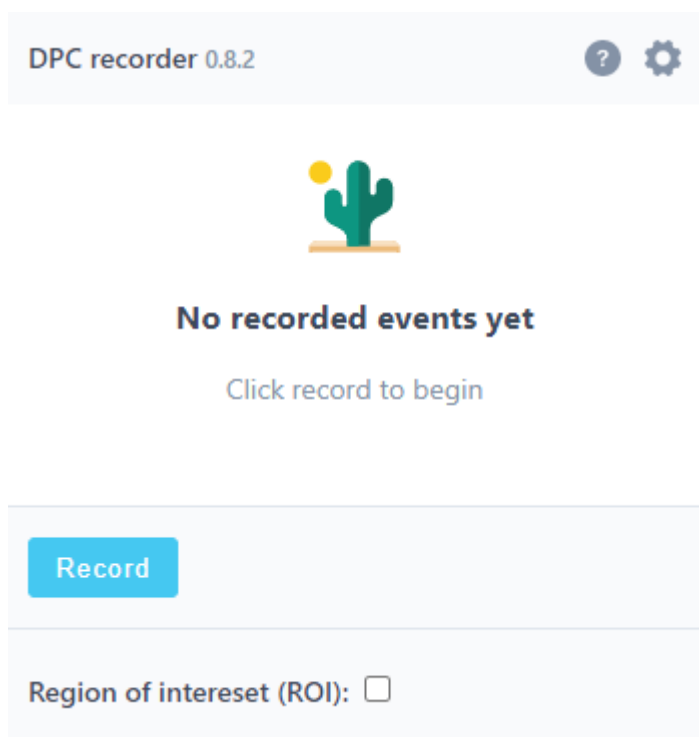 DPC recorder 0.8.2
?
No recorded events yet
Click record to begin
Record
Region of intereset (ROI):